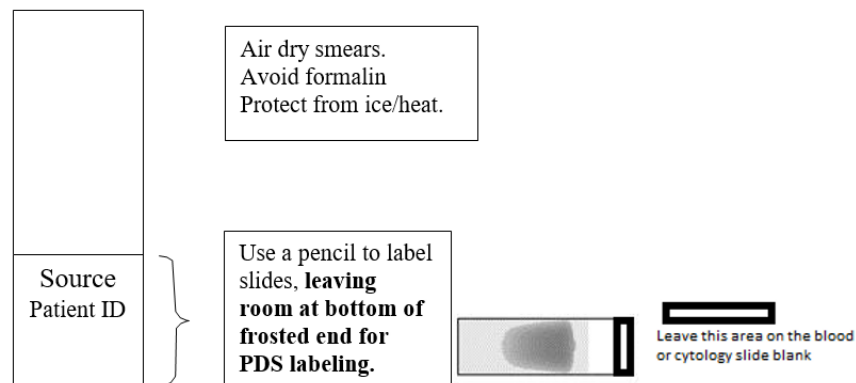 Air dry smears.
Avoid formalin
Protect from ice/heat.
Source
Patient ID
Use a pencil to label
slides, leaving
room at bottom of
frosted end for
PDS labeling.
Leave this area on the blood
or cytology slide blank